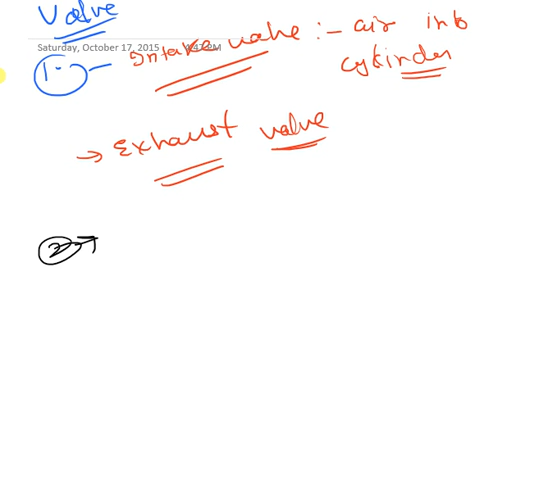 Valve
Saturday, October 17, 2015
1. Intake valve :- air into
cylinder
→ Exhaust valve
2 →